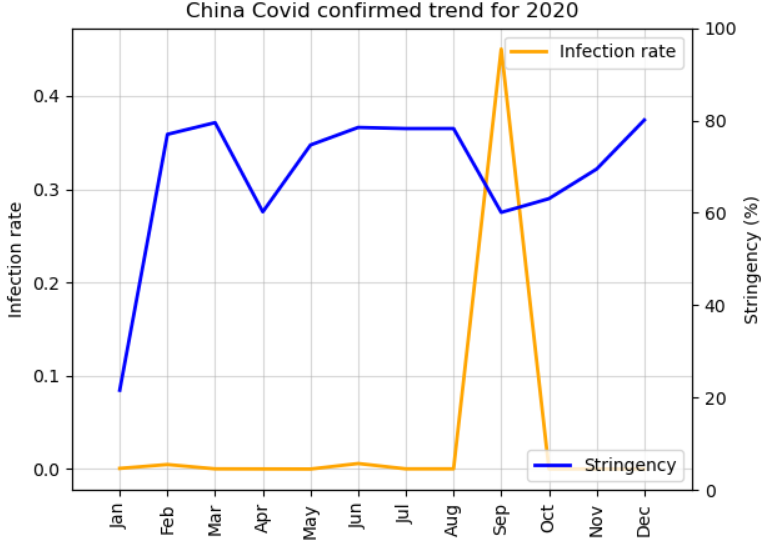 China Covid confirmed trend for 2020
Infection rate
Stringency
Infection rate
0.4
0.3
0.2
0.1
0.0
100
80
60
40
20
0
Stringency (%)
Jan
Feb
Mar
Apr
May
Jun
Jul
Aug
Sep
Oct
Nov
Dec